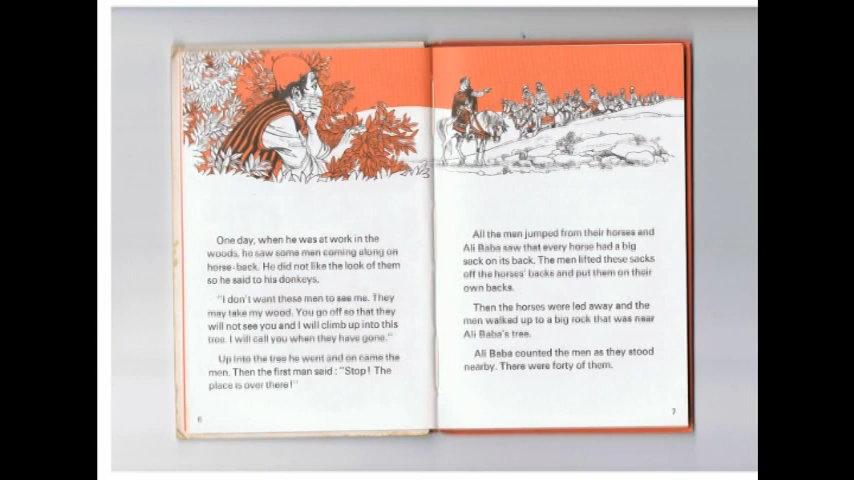 One day, when he was at work in the
woods, he saw some men coming along on
horse-back. He did not like the look of them
so he said to his donkeys.
"I don't want these men to see me. They
may take my wood. You go off so that they
will not see you and I will climb up into this
tree. I will call you when they have gone."
Up into the tree he went and on came the
men. Then the first man said: "Stop! The
place is over there!"
6
All the men jumped from their horses and
Ali Baba saw that every horse had a big
sack on its back. The men lifted these sacks
off the horses' backs and put them on their
own backs.
Then the horses were led away and the
men walked up to a big rock that was near
Ali Baba's tree.
Ali Baba counted the men as they stood
nearby. There were forty of them.
7